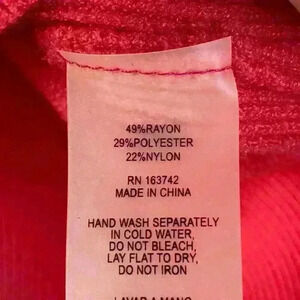 49%RAYON
29%POLYESTER
22%NYLON
RN 163742
MADE IN CHINA
HAND WASH SEPARATELY
IN COLD WATER,
DO NOT BLEACH,
LAY FLAT TO DRY,
DO NOT IRON
LAVAR A MANO